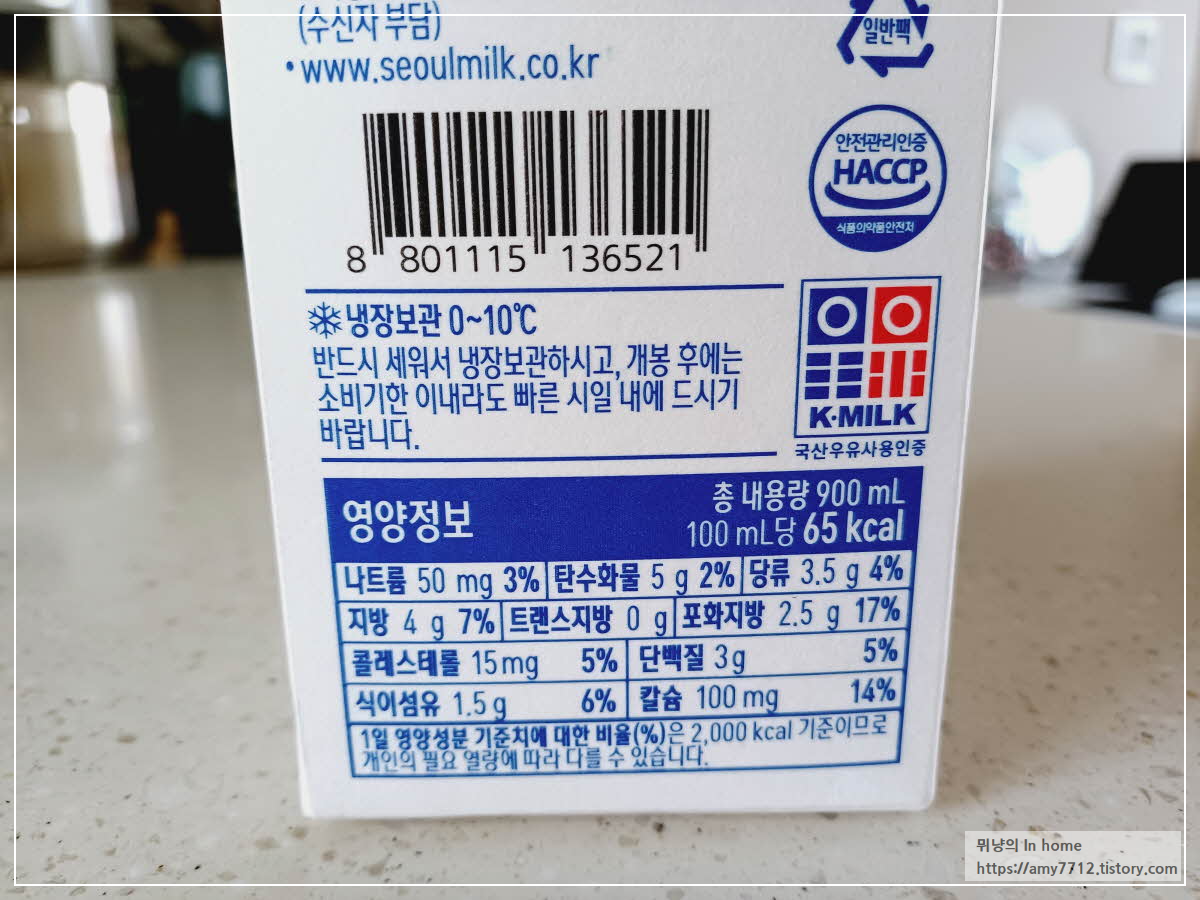 (수신자 부담)
• www.seoulmilk.co.kr
일반팩
8 801115 136521
안전관리인증
HACCP
식품의약품안전처
냉장보관 0~10℃
반드시 세워서 냉장보관하시고, 개봉 후에는
소비기한 이내라도 빠른 시일 내에 드시기
바랍니다.
K·MILK
국산우유사용인증
영양정보
총 내용량 900 mL
100 mL당 65 kcal
나트륨 50 mg 3% 탄수화물 5 g 2% 당류 3.5 g 4%
지방 4 g 7% 트랜스지방 0 g 포화지방 2.5 g 17%
콜레스테롤 15 mg 5% 단백질 3 g 5%
식이섬유 1.5 g 6% 칼슘 100 mg 14%
1일 영양성분 기준치에 대한 비율(%)은 2,000 kcal 기준이므로
개인의 필요 열량에 따라 다를 수 있습니다.
뮈냥의 In home
https://amy7712.tistory.com